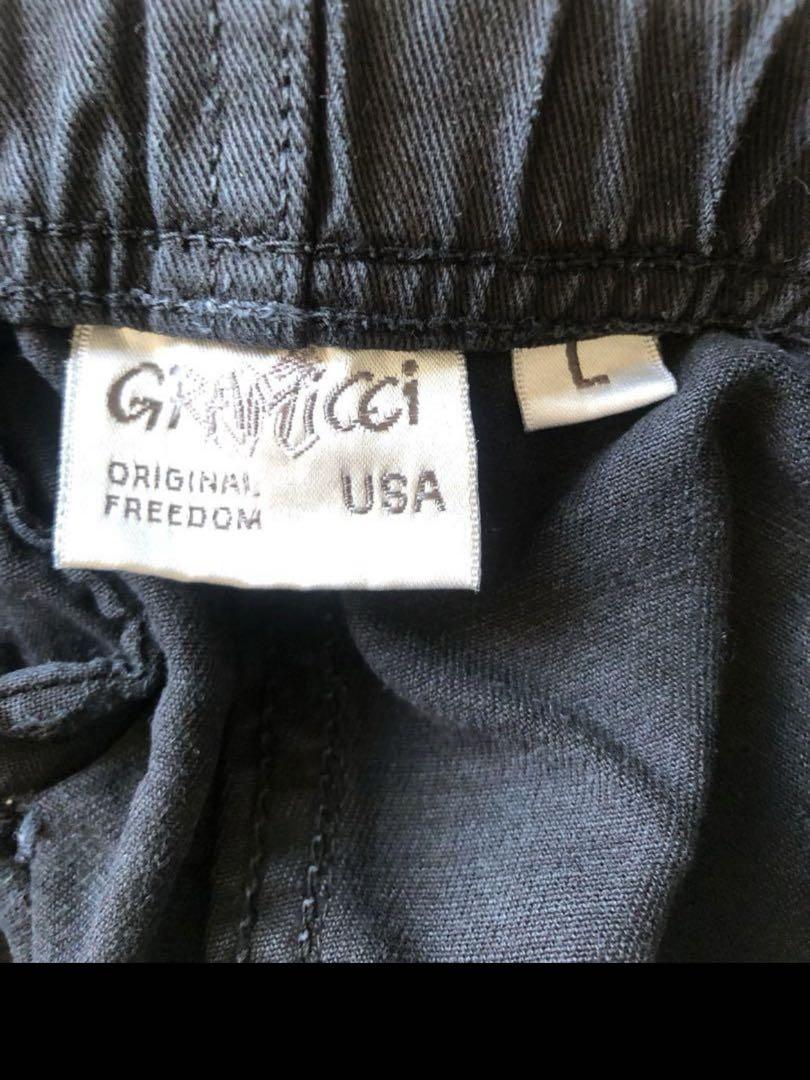 GRAMiCCi
ORIGINAL
FREEDOM
USA
L